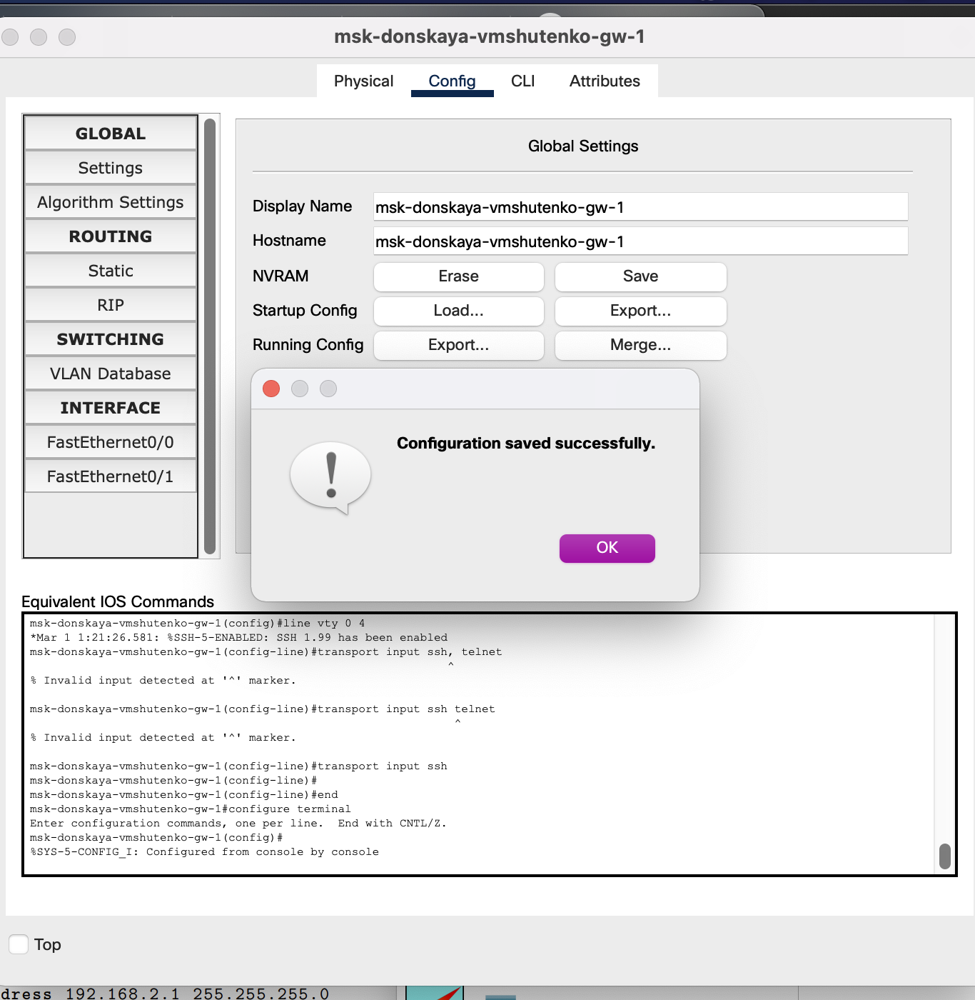 msk-donskaya-vmshutenko-gw-1
Physical Config CLI Attributes
GLOBAL
Settings
Algorithm Settings
ROUTING
Static
RIP
SWITCHING
VLAN Database
INTERFACE
FastEthernet0/0
FastEthernet0/1
Global Settings
Display Name msk-donskaya-vmshutenko-gw-1
Hostname msk-donskaya-vmshutenko-gw-1
NVRAM Erase Save
Startup Config Load... Export...
Running Config Export... Merge...
Configuration saved successfully.
OK
Equivalent IOS Commands
msk-donskaya-vmshutenko-gw-1(config)#line vty 0 4
*Mar 1 1:21:26.581: %SSH-5-ENABLED: SSH 1.99 has been enabled
msk-donskaya-vmshutenko-gw-1(config-line)#transport input ssh, telnet
^
% Invalid input detected at '^' marker.
msk-donskaya-vmshutenko-gw-1(config-line)#transport input ssh telnet
^
% Invalid input detected at '^' marker.
msk-donskaya-vmshutenko-gw-1(config-line)#transport input ssh
msk-donskaya-vmshutenko-gw-1(config-line)#
msk-donskaya-vmshutenko-gw-1(config-line)#end
msk-donskaya-vmshutenko-gw-1#configure terminal
Enter configuration commands, one per line. End with CNTL/Z.
msk-donskaya-vmshutenko-gw-1(config)#
%SYS-5-CONFIG_I: Configured from console by console
Top
dress 192.168.2.1 255.255.255.0